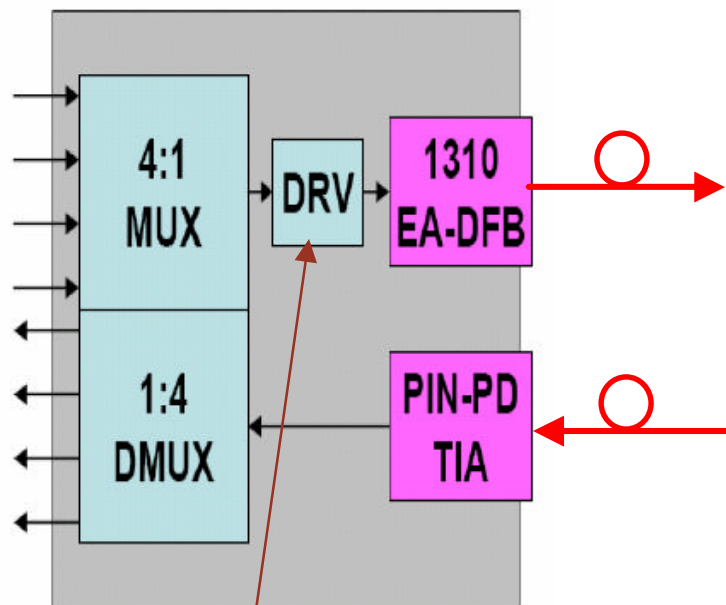 4:1
MUX
DRV
1310
EA-DFB
1:4
DMUX
PIN-PD
TIA